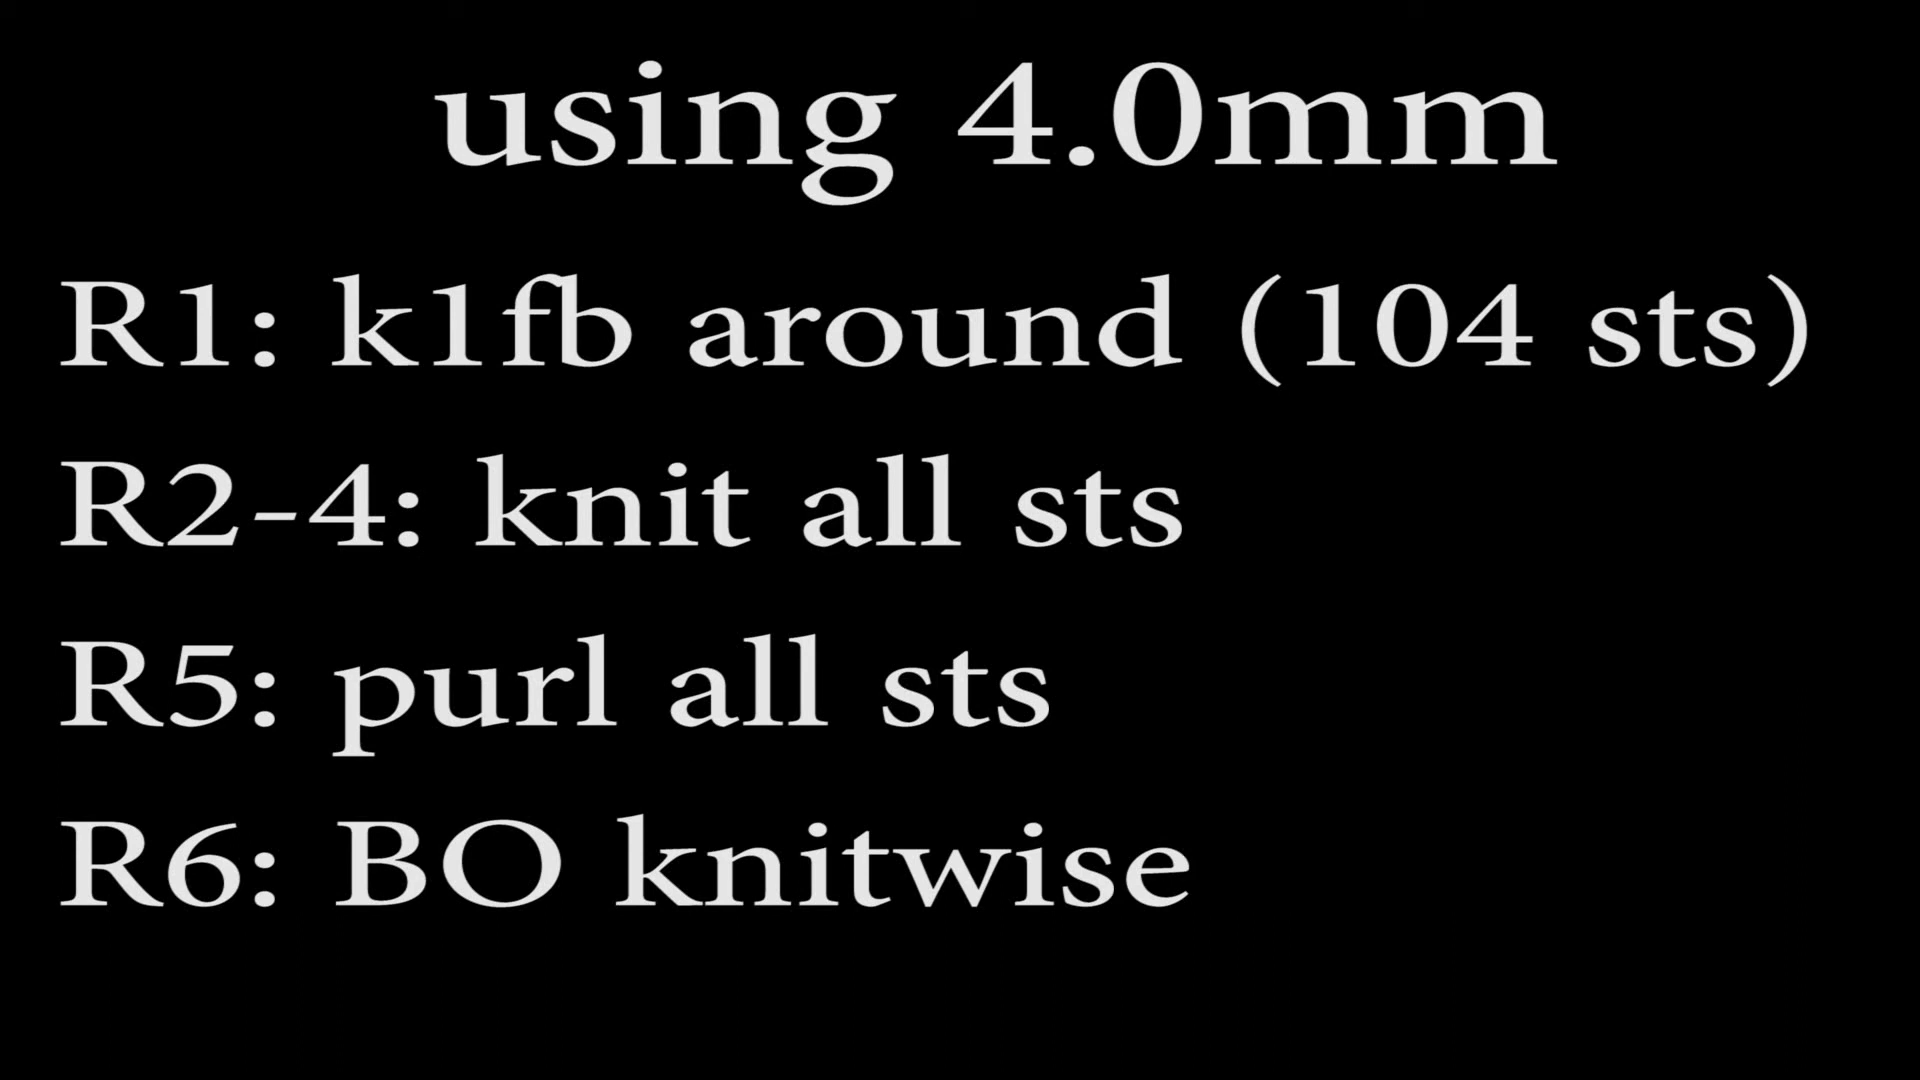 using 4.0mm
R1: k1fb around (104 sts)
R2-4: knit all sts
R5: purl all sts
R6: BO knitwise